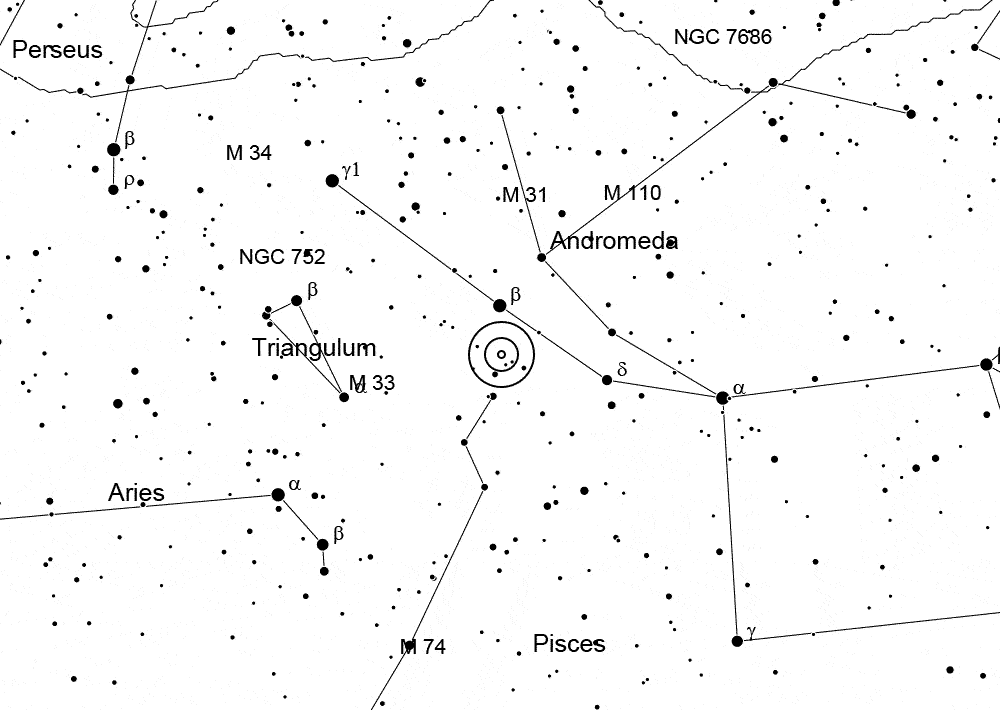 NGC 7686
Perseus
β
M 34
γ1
ρ
M 31
M 110
Andromeda
NGC 752
β
β
Triangulum
δ
M 33
α
α
α
Aries
β
γ
Pisces
M 74